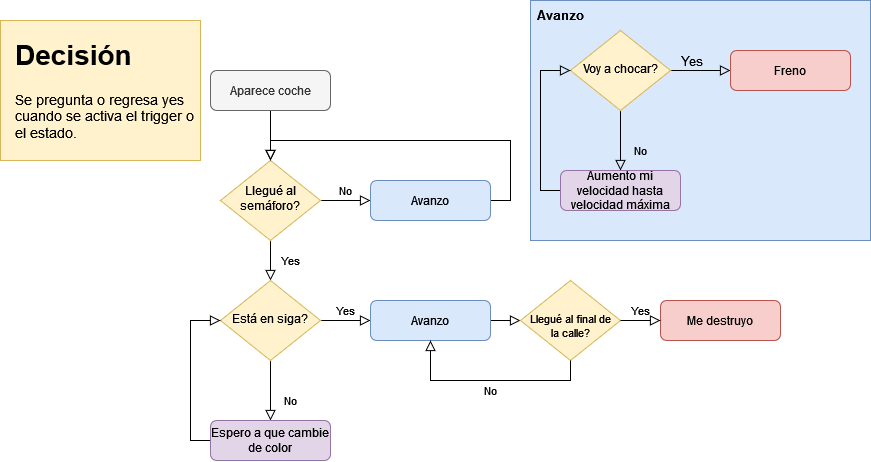 Decisión
Se pregunta o regresa yes
cuando se activa el trigger o
el estado.
Aparece coche
Avanzo
Voy a chocar?
Yes
Freno
No
Aumento mi
velocidad hasta
velocidad máxima
Llegué al
semáforo?
No
Avanzo
Yes
Está en siga?
Yes
Avanzo
Llegué al final de
la calle?
Yes
Me destruyo
No
No
Espero a que cambie
de color